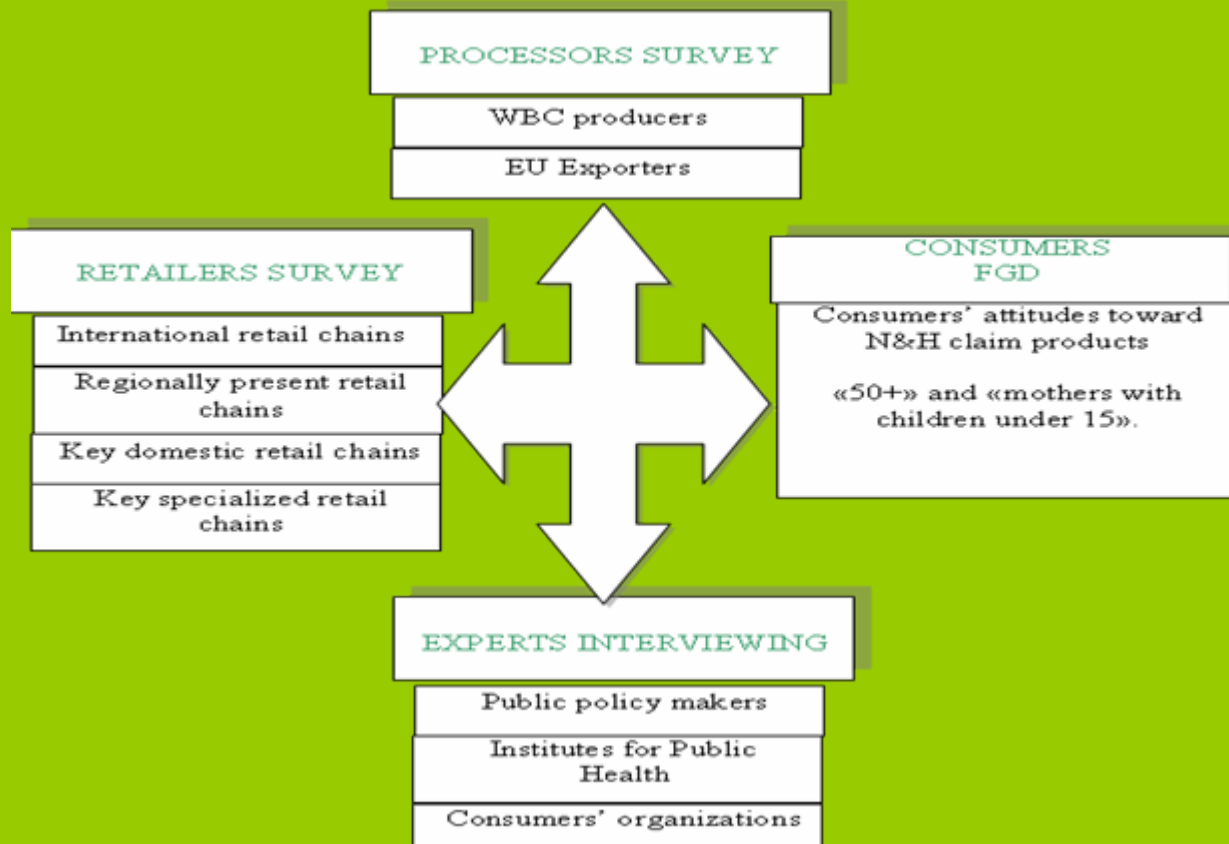 PROCESSORS SURVEY
WBC producers
EU Exporters
RETAILERS SURVEY
International retail chains
Regionally present retail
chains
Key domestic retail chains
Key specialized retail
chains
CONSUMERS
FGD
Consumers’ attitudes toward
N&H claim products
«50+» and «mothers with
children under 15».
EXPERTS INTERVIEWING
Public policy makers
Institutes for Public
Health
Consumers’ organizations